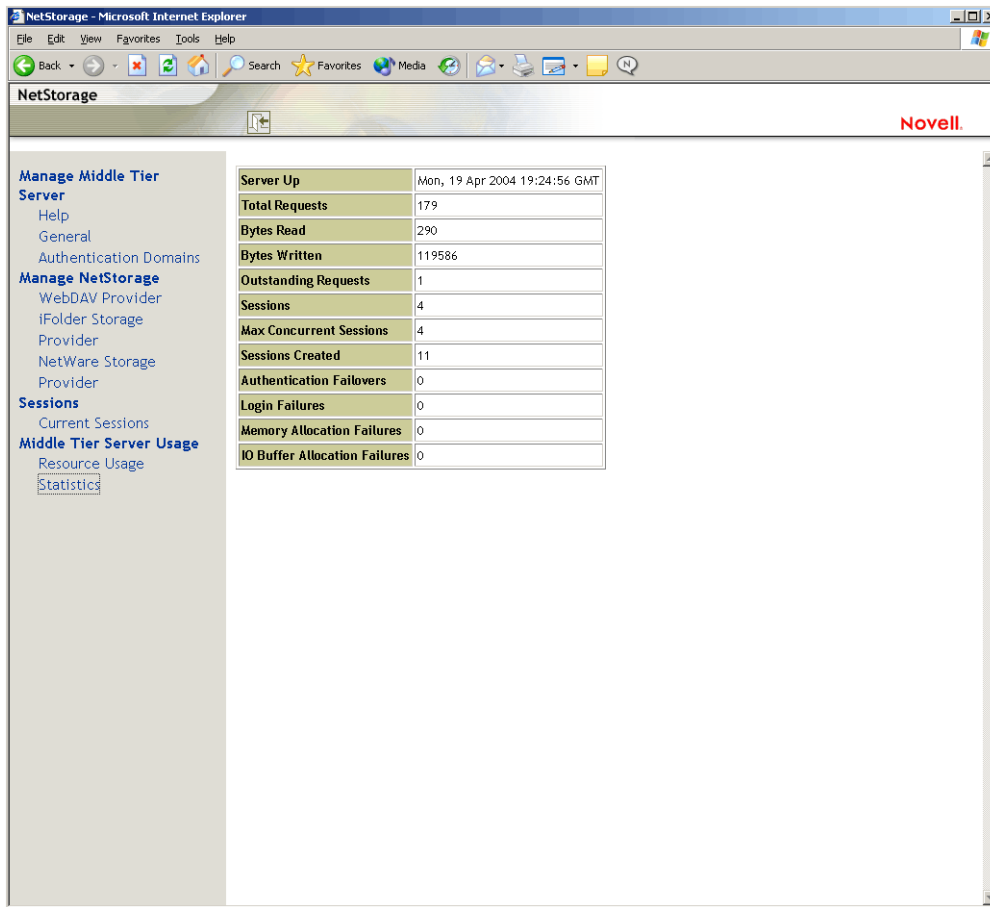 NetStorage - Microsoft Internet Explorer
File Edit View Favorites Tools Help
Back Search Favorites Media N
NetStorage
Novell.
Manage Middle Tier
Server
Help
General
Authentication Domains
Manage NetStorage
WebDAV Provider
iFolder Storage
Provider
NetWare Storage
Provider
Sessions
Current Sessions
Middle Tier Server Usage
Resource Usage
Statistics
Server Up Mon, 19 Apr 2004 19:24:56 GMT
Total Requests 179
Bytes Read 290
Bytes Written 119586
Outstanding Requests 1
Sessions 4
Max Concurrent Sessions 4
Sessions Created 11
Authentication Failovers 0
Login Failures 0
Memory Allocation Failures 0
IO Buffer Allocation Failures 0